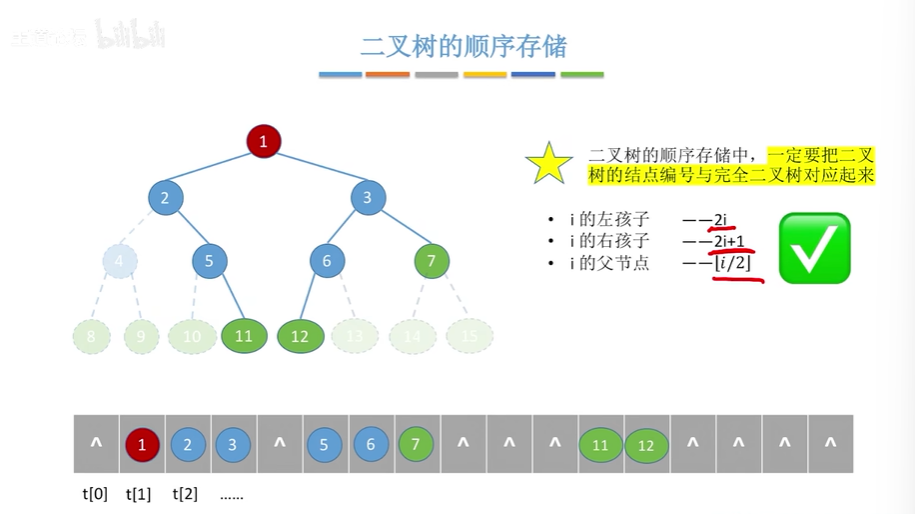 bilibili
二叉树的顺序存储
1
2 3
4 5 6 7
8 9 10 11 12 13 14 15
二叉树的顺序存储中，一定要把二叉
树的结点编号与完全二叉树对应起来
• i 的左孩子 ——2i
• i 的右孩子 ——2i+1
• i 的父节点 ——⌊i/2⌋
^ 1 2 3 ^ 5 6 7 ^ ^ ^ 11 12 ^ ^ ^ ^
t[0] t[1] t[2] ……